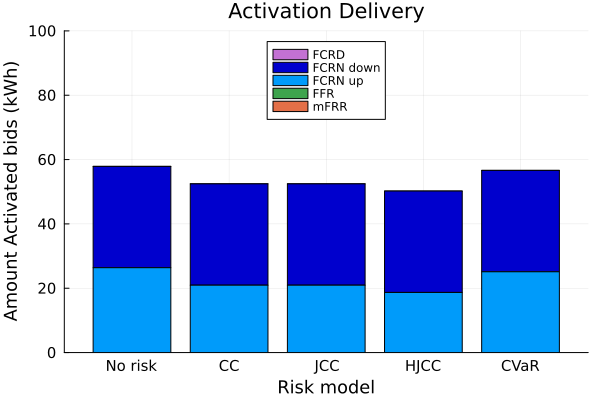 Activation Delivery
Amount Activated bids (kWh)
100
80
60
40
20
0
FCRD
FCRN down
FCRN up
FFR
mFRR
No risk
CC
JCC
HJCC
CVaR
Risk model